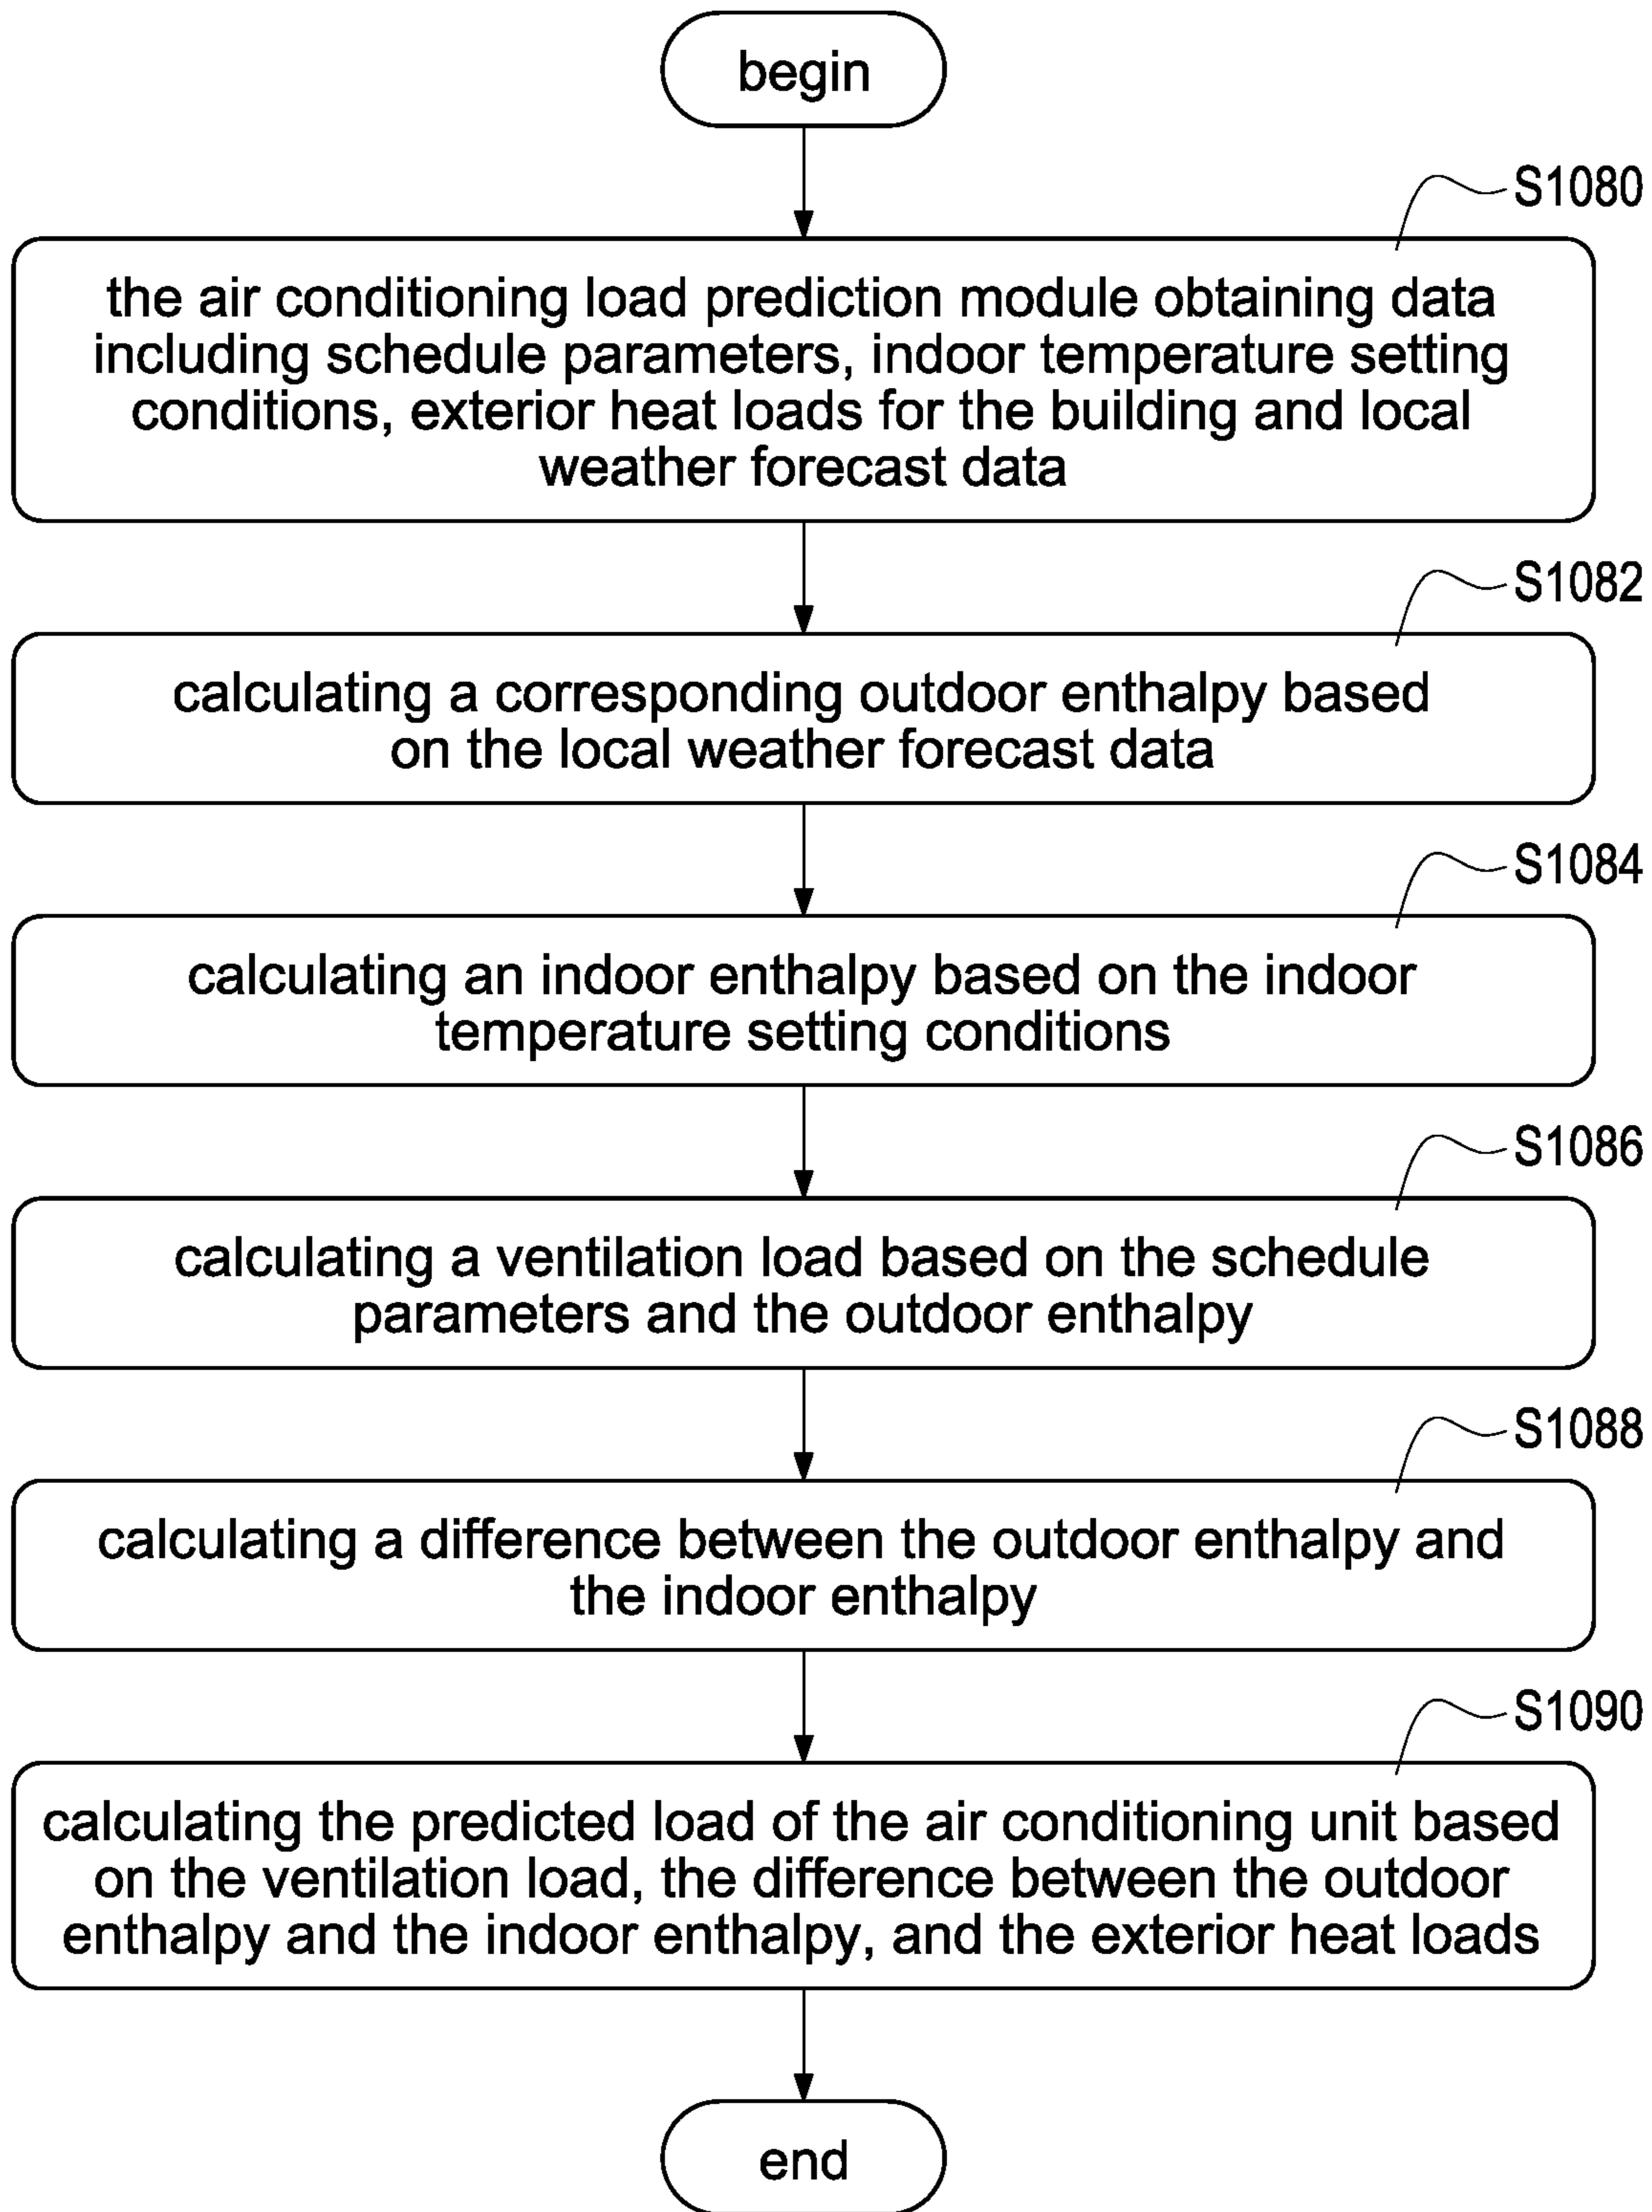 begin
S1080
the air conditioning load prediction module obtaining data
including schedule parameters, indoor temperature setting
conditions, exterior heat loads for the building and local
weather forecast data
S1082
calculating a corresponding outdoor enthalpy based
on the local weather forecast data
S1084
calculating an indoor enthalpy based on the indoor
temperature setting conditions
S1086
calculating a ventilation load based on the schedule
parameters and the outdoor enthalpy
S1088
calculating a difference between the outdoor enthalpy and
the indoor enthalpy
S1090
calculating the predicted load of the air conditioning unit based
on the ventilation load, the difference between the outdoor
enthalpy and the indoor enthalpy, and the exterior heat loads
end